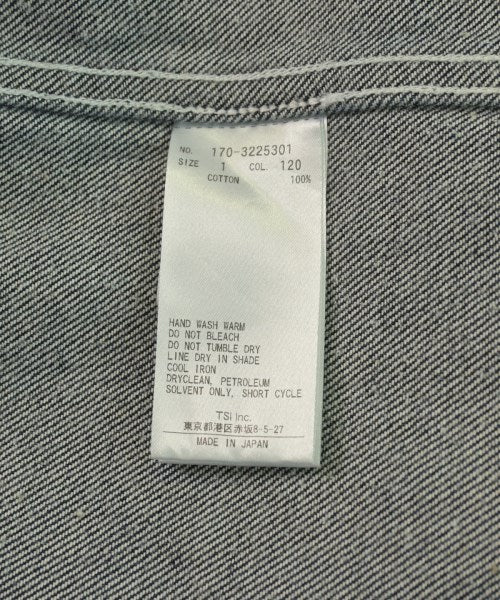 NO. 170-3225301
SIZE 1 COL. 120
COTTON 100%
HAND WASH WARM
DO NOT BLEACH
DO NOT TUMBLE DRY
LINE DRY IN SHADE
COOL IRON
DRYCLEAN, PETROLEUM
SOLVENT ONLY, SHORT CYCLE
TSI Inc.
東京都港区赤坂8-5-27
MADE IN JAPAN